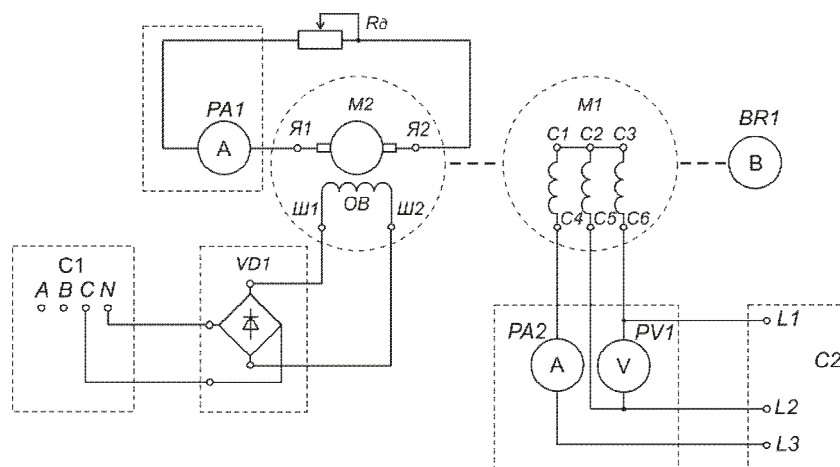 Rд
PA1
A
Я1
M2
Я2
M1
C1 C2 C3
BR1
B
Ш1
OB
Ш2
C4 C5 C6
C1
A B C N
VD1
PA2
A
PV1
V
L1
C2
L2
L3